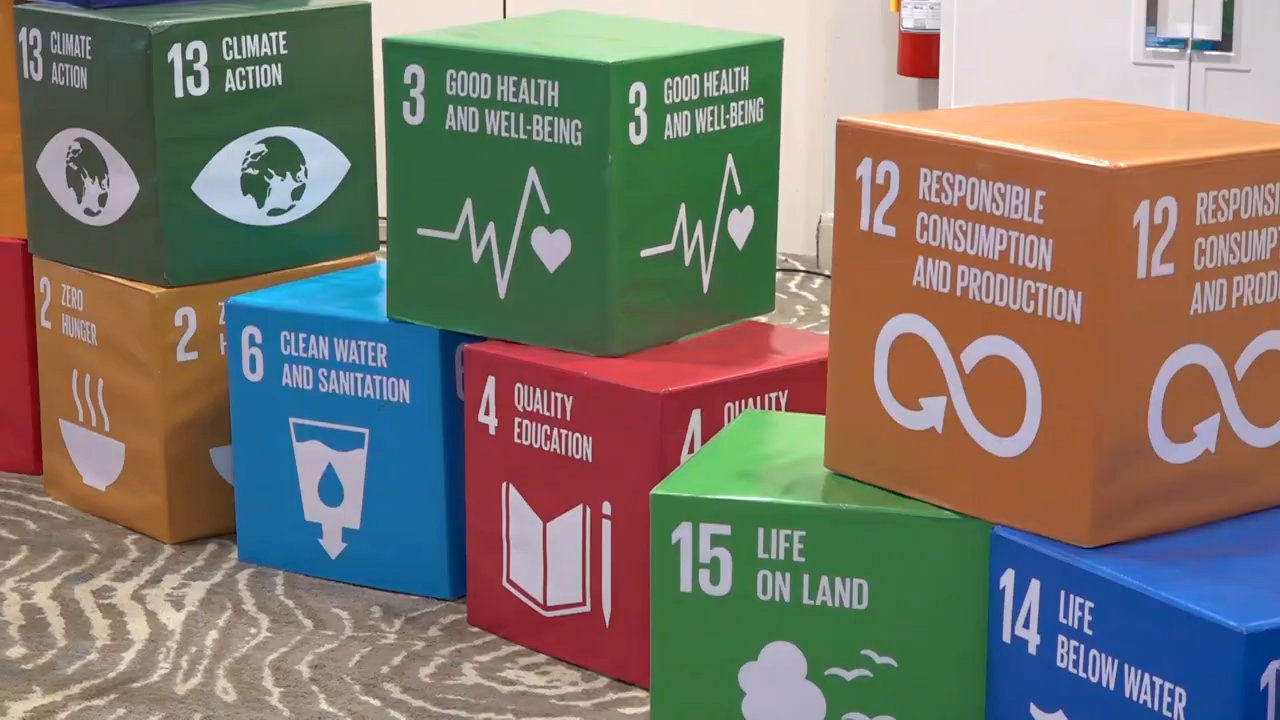 13 CLIMATE
ACTION
13 CLIMATE
ACTION
3 GOOD HEALTH
AND WELL-BEING
3 GOOD HEALTH
AND WELL-BEING
12 RESPONSIBLE
CONSUMPTION
AND PRODUCTION
12
2 ZERO
HUNGER
2
6 CLEAN WATER
AND SANITATION
4 QUALITY
EDUCATION
4 QUALITY
15 LIFE
ON LAND
14 LIFE
BELOW WATER